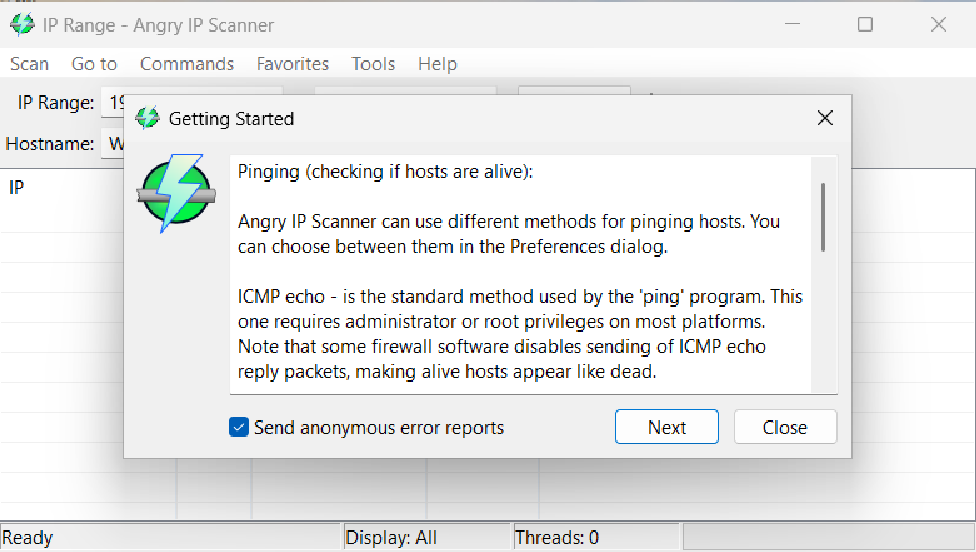 IP Range - Angry IP Scanner
Scan Go to Commands Favorites Tools Help
IP Range: 19
Getting Started
Hostname: W
IP
Pinging (checking if hosts are alive):
Angry IP Scanner can use different methods for pinging hosts. You
can choose between them in the Preferences dialog.
ICMP echo - is the standard method used by the 'ping' program. This
one requires administrator or root privileges on most platforms.
Note that some firewall software disables sending of ICMP echo
reply packets, making alive hosts appear like dead.
Send anonymous error reports
Next
Close
Ready
Display: All
Threads: 0